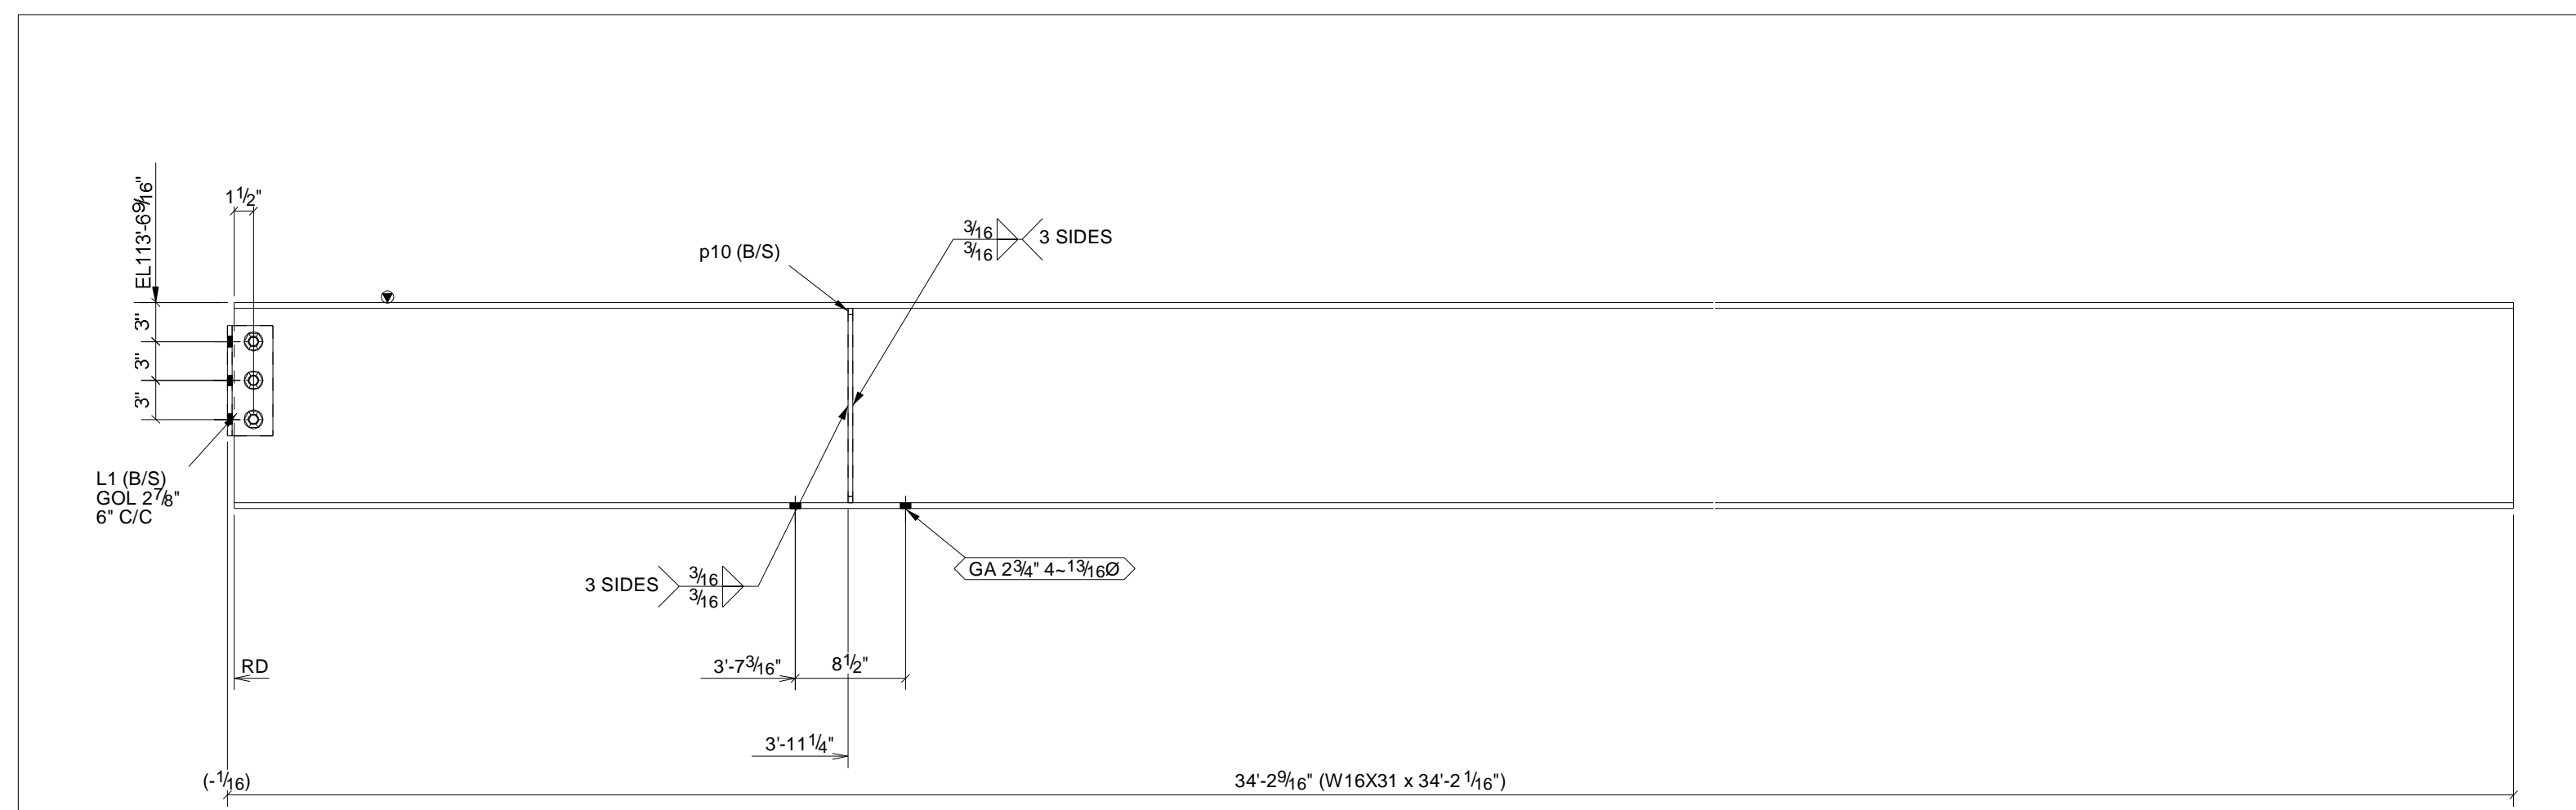 EL113'-6 9/16"
1 1/2"
3"
3"
3"
p10 (B/S)
3/16
3/16
3 SIDES
L1 (B/S)
GOL 2 7/8"
6" C/C
3 SIDES
3/16
3/16
GA 2 3/4" 4~13/16Ø
RD
3'-7 3/16"
8 1/2"
3'-11 1/4"
(-1/16)
34'-2 9/16" (W16X31 x 34'-2 1/16")